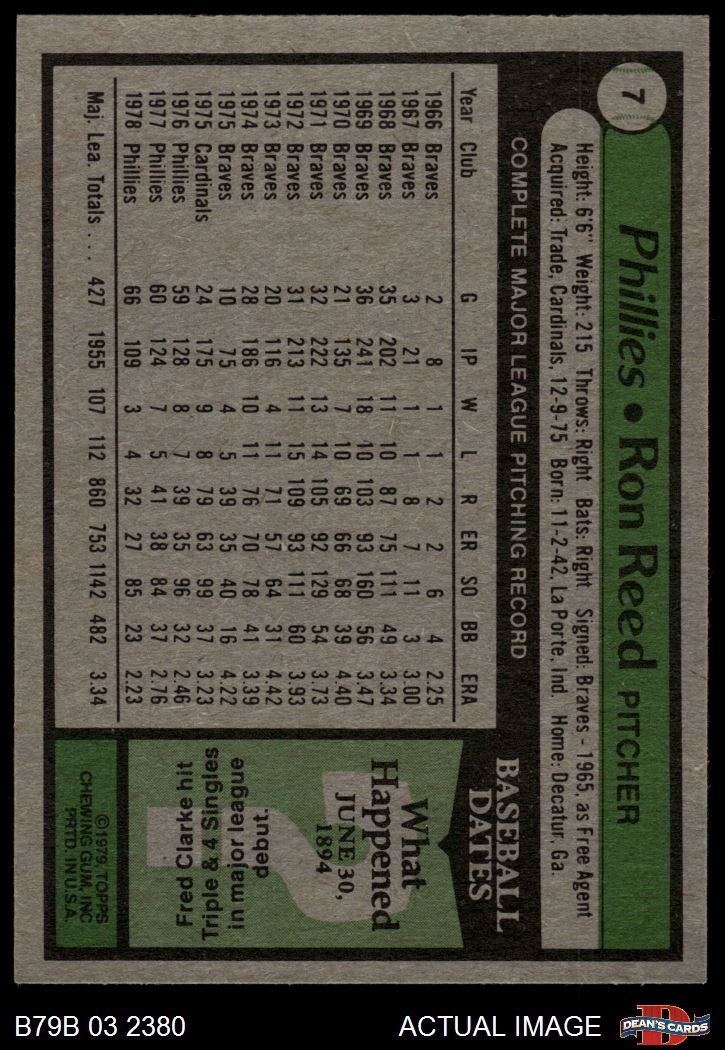 7
Phillies • Ron Reed PITCHER
Height: 6'6" Weight: 215 Throws: Right Bats: Right Signed: Braves - 1965, as Free Agent
Acquired: Trade, Cardinals, 12-9-75 Born: 11-2-42, La Porte, Ind. Home: Decatur, Ga.
COMPLETE MAJOR LEAGUE PITCHING RECORD
Year Club G IP W L R ER SO BB ERA
1966 Braves 2 8 1 1 2 2 6 4 2.25
1967 Braves 3 21 1 1 8 7 11 3 3.00
1968 Braves 35 202 11 10 87 75 111 49 3.34
1969 Braves 36 241 18 10 103 93 160 56 3.47
1970 Braves 21 135 7 10 69 66 68 39 4.40
1971 Braves 32 222 13 14 105 92 129 54 3.73
1972 Braves 31 213 11 15 109 93 111 60 3.93
1973 Braves 20 116 4 11 71 57 64 31 4.42
1974 Braves 28 186 10 11 76 70 78 41 3.39
1975 Braves 10 75 4 5 39 35 40 16 4.22
1975 Cardinals 24 175 9 8 79 63 99 37 3.23
1976 Phillies 59 128 8 7 39 35 96 32 2.46
1977 Phillies 60 124 7 5 41 38 84 37 2.76
1978 Phillies 66 109 3 4 32 27 85 23 2.23
Maj. Lea. Totals . . . 427 1955 107 112 860 753 1142 482 3.34
BASEBALL
DATES
What
Happened
JUNE 30,
1894
Fred Clarke hit
Triple & 4 Singles
in major league
debut.
©1979, TOPPS
CHEWING GUM, INC
PRTD. IN U.S.A.
B79B 03 2380
ACTUAL IMAGE
D
DEAN'S CARDS